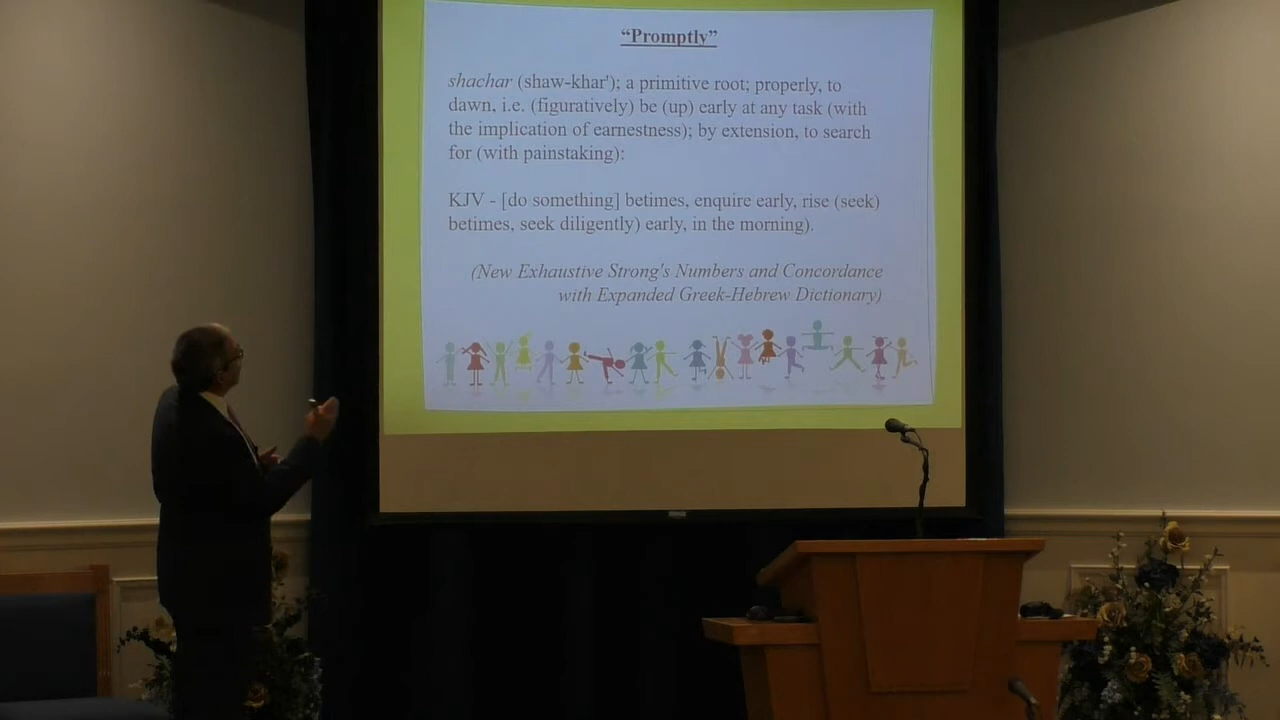 “Promptly”
shachar (shaw-khar'); a primitive root; properly, to
dawn, i.e. (figuratively) be (up) early at any task (with
the implication of earnestness); by extension, to search
for (with painstaking):
KJV - [do something] betimes, enquire early, rise (seek)
betimes, seek diligently) early, in the morning).
(New Exhaustive Strong's Numbers and Concordance
with Expanded Greek-Hebrew Dictionary)